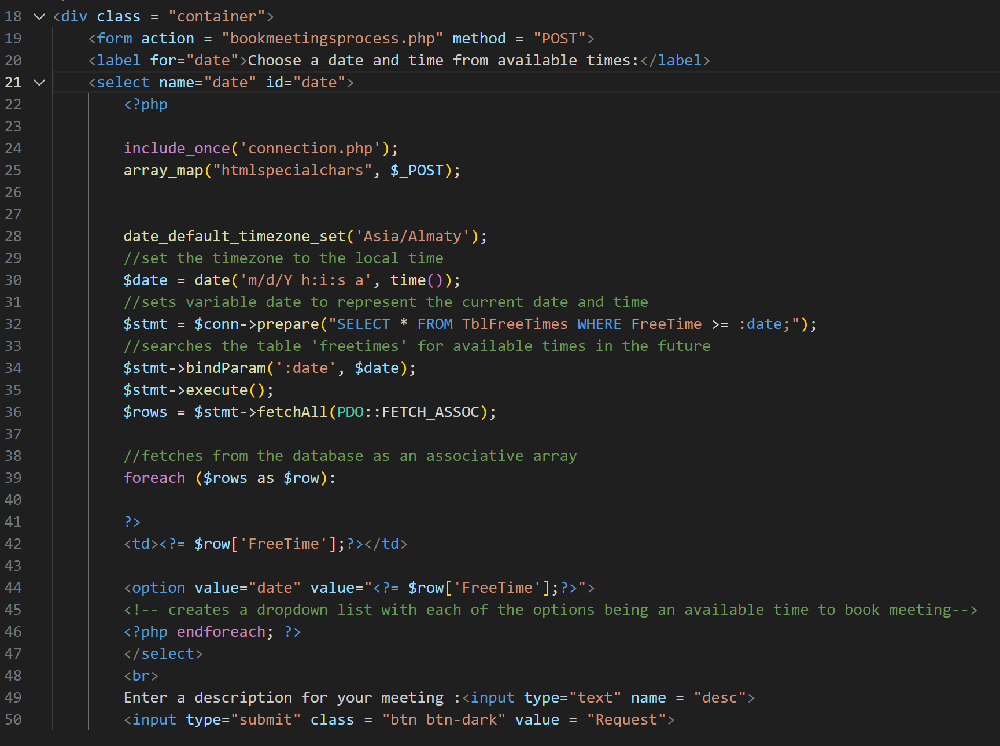 18 <div class = "container">
19 <form action = "bookmeetingsprocess.php" method = "POST">
20 <label for="date">Choose a date and time from available times:</label>
21 <select name="date" id="date">
22 <?php
23
24 include_once('connection.php');
25 array_map("htmlspecialchars", $_POST);
26
27
28 date_default_timezone_set('Asia/Almaty');
29 //set the timezone to the local time
30 $date = date('m/d/Y h:i:s a', time());
31 //sets variable date to represent the current date and time
32 $stmt = $conn->prepare("SELECT * FROM TblFreeTimes WHERE FreeTime >= :date;");
33 //searches the table 'freetimes' for available times in the future
34 $stmt->bindParam(':date', $date);
35 $stmt->execute();
36 $rows = $stmt->fetchAll(PDO::FETCH_ASSOC);
37
38 //fetches from the database as an associative array
39 foreach ($rows as $row):
40
41 ?>
42 <td><?= $row['FreeTime'];?></td>
43
44 <option value="date" value="<?= $row['FreeTime'];?>">
45 <!-- creates a dropdown list with each of the options being an available time to book meeting-->
46 <?php endforeach; ?>
47 </select>
48 <br>
49 Enter a description for your meeting :<input type="text" name = "desc">
50 <input type="submit" class = "btn btn-dark" value = "Request">